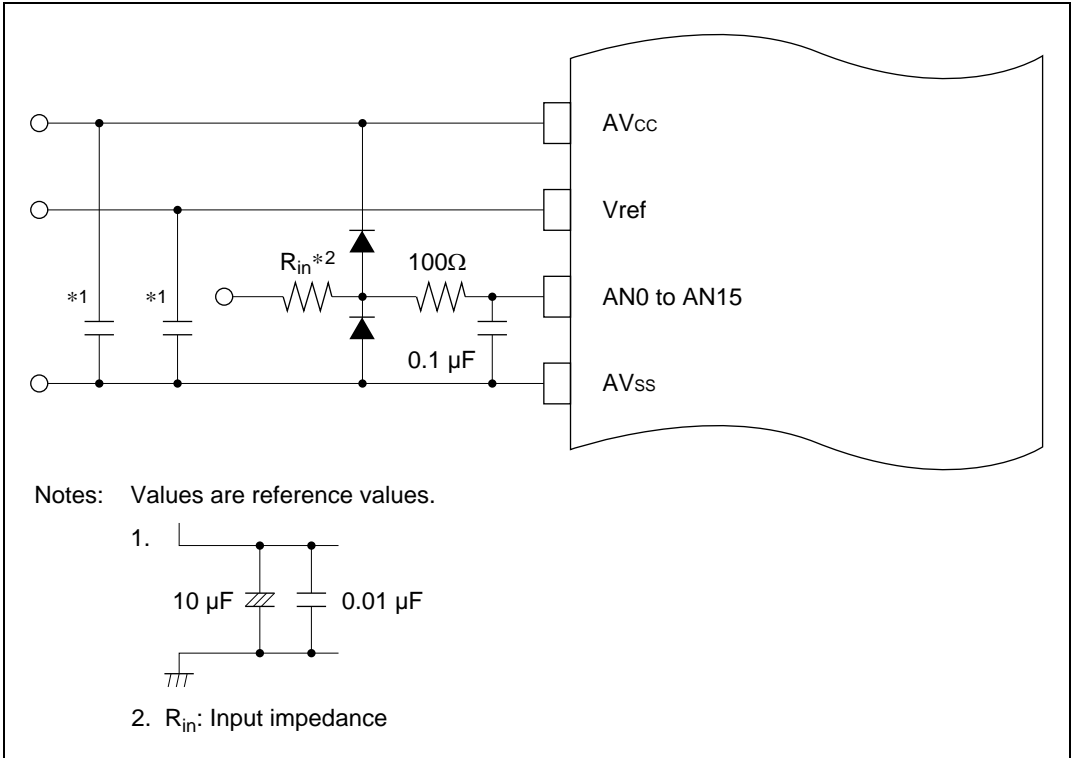 AVcc
Vref
Rin*2 100Ω
*1 *1 AN0 to AN15
0.1 µF
AVss
Notes: Values are reference values.
1.
10 µF 0.01 µF
2. Rin: Input impedance